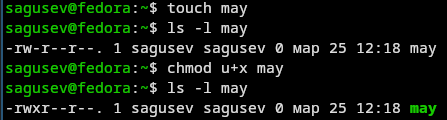 sagusev@fedora:~$ touch may
sagusev@fedora:~$ ls -l may
-rw-r--r--. 1 sagusev sagusev 0 мар 25 12:18 may
sagusev@fedora:~$ chmod u+x may
sagusev@fedora:~$ ls -l may
-rwxr--r--. 1 sagusev sagusev 0 мар 25 12:18 may